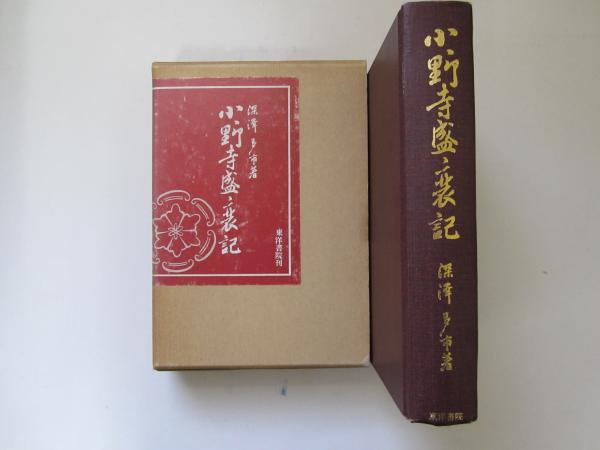 深澤多市著
小野寺盛衰記
東洋書院刊
小野寺盛衰記
深澤多市著
東洋書院